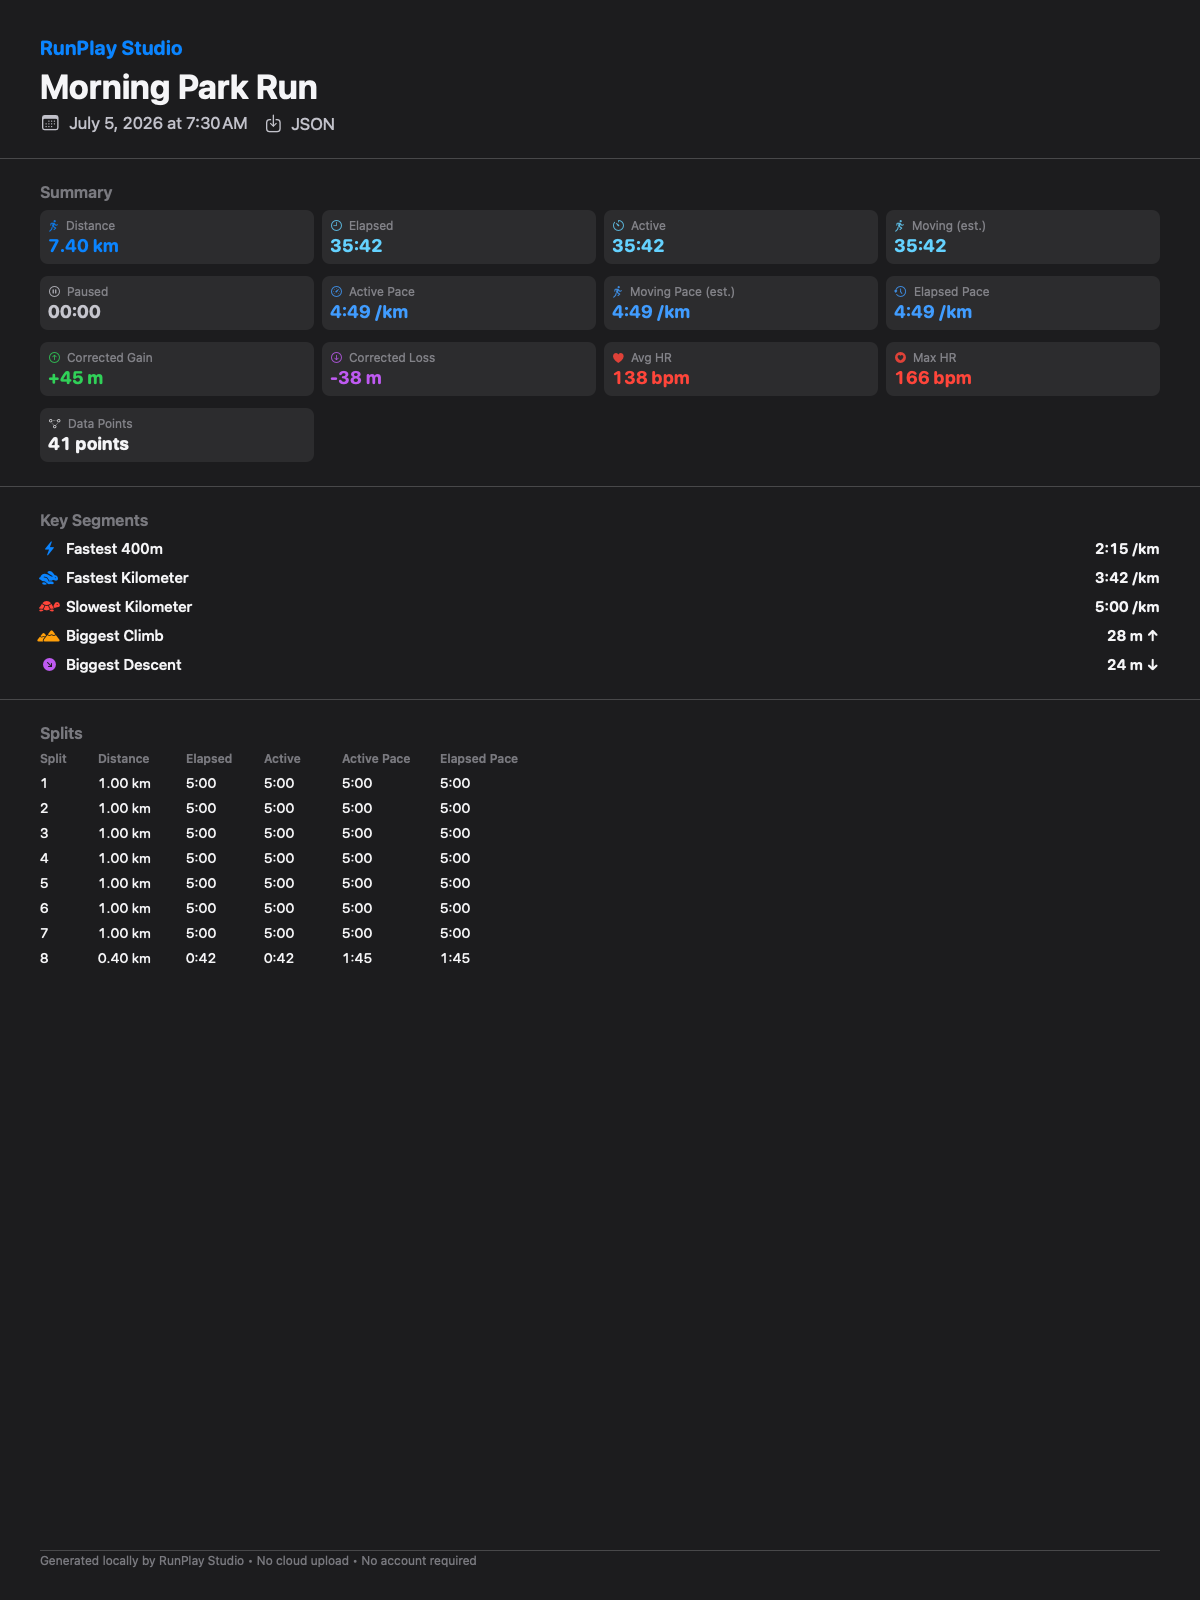 RunPlay Studio
Morning Park Run
July 5, 2026 at 7:30 AM JSON
Summary
Distance Elapsed Active Moving (est.)
7.40 km 35:42 35:42 35:42
Paused Active Pace Moving Pace (est.) Elapsed Pace
00:00 4:49 /km 4:49 /km 4:49 /km
Corrected Gain Corrected Loss Avg HR Max HR
+45 m -38 m 138 bpm 166 bpm
Data Points
41 points
Key Segments
Fastest 400m 2:15 /km
Fastest Kilometer 3:42 /km
Slowest Kilometer 5:00 /km
Biggest Climb 28 m ↑
Biggest Descent 24 m ↓
Splits
Split Distance Elapsed Active Active Pace Elapsed Pace
1 1.00 km 5:00 5:00 5:00 5:00
2 1.00 km 5:00 5:00 5:00 5:00
3 1.00 km 5:00 5:00 5:00 5:00
4 1.00 km 5:00 5:00 5:00 5:00
5 1.00 km 5:00 5:00 5:00 5:00
6 1.00 km 5:00 5:00 5:00 5:00
7 1.00 km 5:00 5:00 5:00 5:00
8 0.40 km 0:42 0:42 1:45 1:45
Generated locally by RunPlay Studio • No cloud upload • No account required